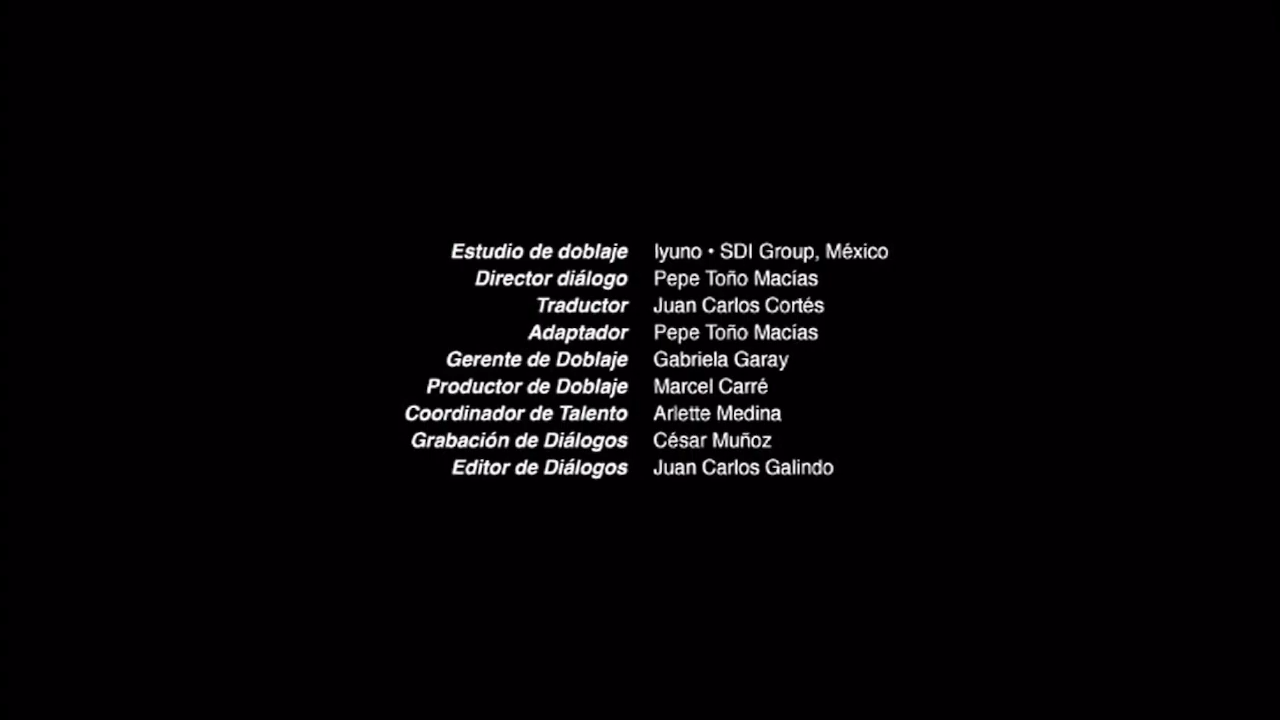 Estudio de doblaje Iyuno • SDI Group, México
Director diálogo Pepe Toño Macías
Traductor Juan Carlos Cortés
Adaptador Pepe Toño Macías
Gerente de Doblaje Gabriela Garay
Productor de Doblaje Marcel Carré
Coordinador de Talento Arlette Medina
Grabación de Diálogos César Muñoz
Editor de Diálogos Juan Carlos Galindo